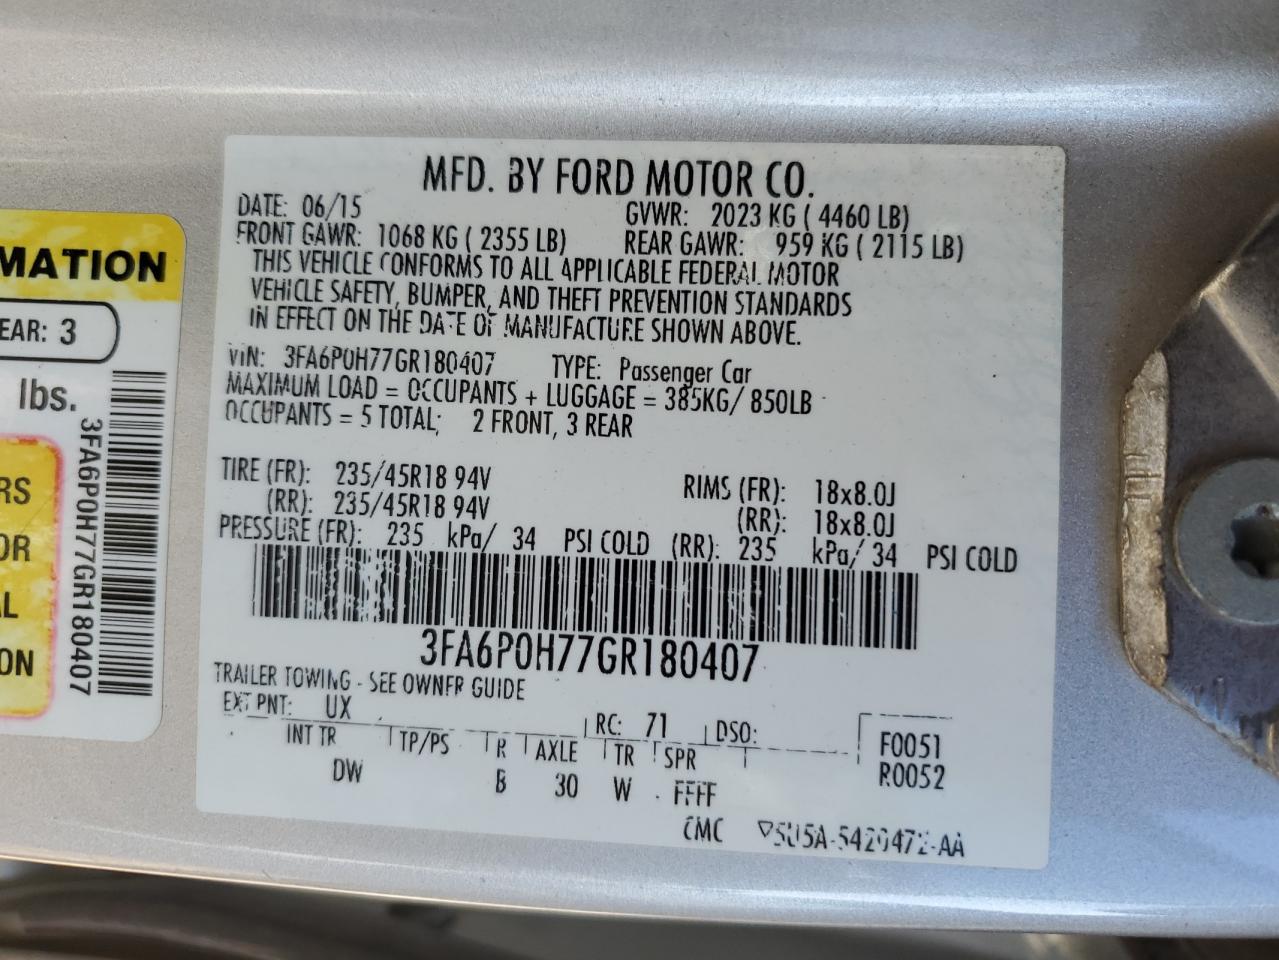 MATION
EAR: 3
lbs.
3FA6P0H77GR180407
RS
OR
AL
ON
MFD. BY FORD MOTOR CO.
DATE: 06/15 GVWR: 2023 KG ( 4460 LB)
FRONT GAWR: 1068 KG ( 2355 LB) REAR GAWR: 959 KG ( 2115 LB)
THIS VEHICLE CONFORMS TO ALL APPLICABLE FEDERAL MOTOR
VEHICLE SAFETY, BUMPER, AND THEFT PREVENTION STANDARDS
IN EFFECT ON THE DATE OF MANUFACTURE SHOWN ABOVE.
VIN: 3FA6P0H77GR180407 TYPE: Passenger Car
MAXIMUM LOAD = OCCUPANTS + LUGGAGE = 385KG/ 850LB
OCCUPANTS = 5 TOTAL; 2 FRONT, 3 REAR
TIRE (FR): 235/45R18 94V RIMS (FR): 18x8.0J
(RR): 235/45R18 94V (RR): 18x8.0J
PRESSURE (FR): 235 kPa/ 34 PSI COLD (RR): 235 kPa/ 34 PSI COLD
3FA6P0H77GR180407
TRAILER TOWING - SEE OWNER GUIDE
EXT PNT: UX RC: 71 DSO:
INT TR TP/PS R AXLE TR SPR F0051
DW B 30 W FFFF R0052
CMC ▽5U5A-5420472-AA